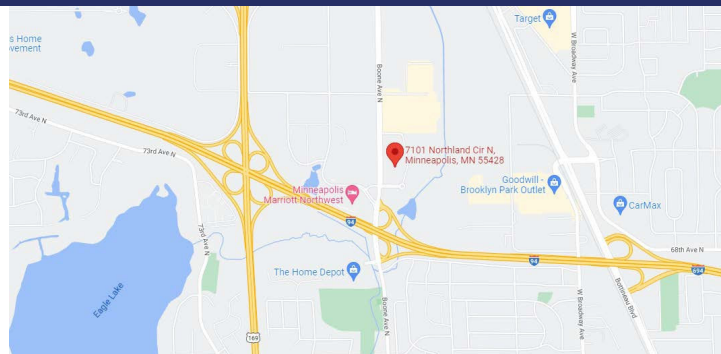 Target
s Home
ovement
W Broadway Ave
Boone Ave N
73rd Ave N
73rd Ave N
7101 Northland Cir N,
Minneapolis, MN 55428
Minneapolis
Marriott Northwest
Goodwill -
Brooklyn Park Outlet
CarMax
73rd Ave N
94
68th Ave N
94
694
The Home Depot
Eagle Lake
Boone Ave N
W Broadway Ave
Bottineau Blvd
169